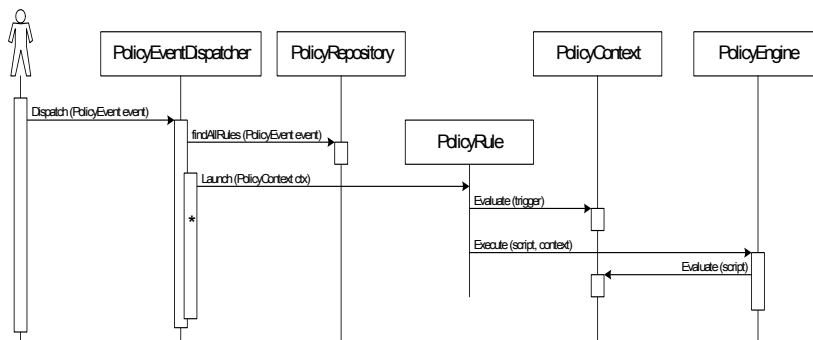 PolicyEventDispatcher
PolicyRepository
PolicyContext
PolicyEngine
Dispatch (PolicyEvent event)
findAllRules (PolicyEvent event)
PolicyRule
Launch (PolicyContext ctx)
Evaluate (trigger)
*
Execute (script, context)
Evaluate (script)